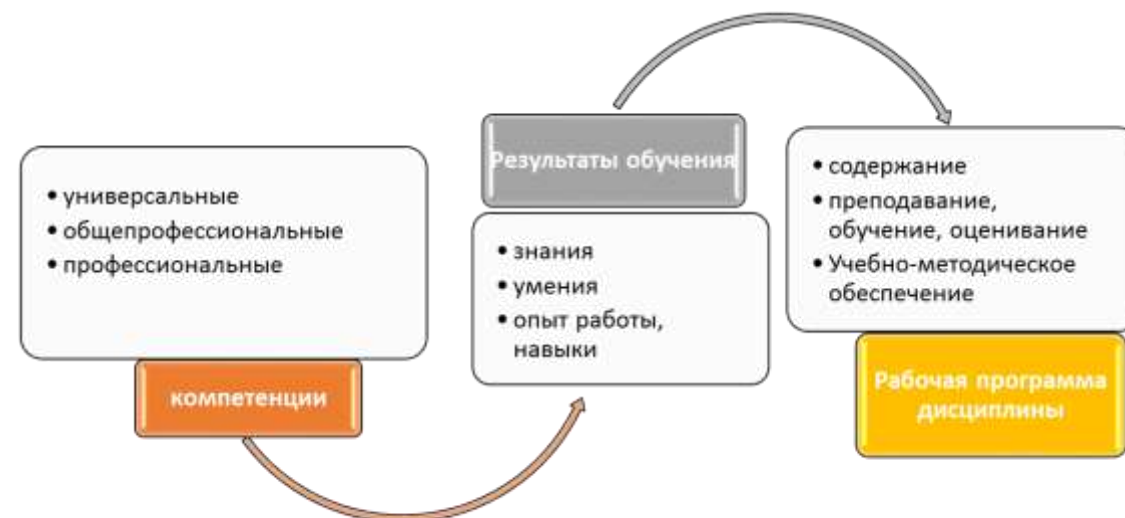 • универсальные
• общепрофессиональные
• профессиональные
компетенции
Результаты обучения
• знания
• умения
• опыт работы,
навыки
• содержание
• преподавание,
обучение, оценивание
• Учебно-методическое
обеспечение
Рабочая программа
дисциплины